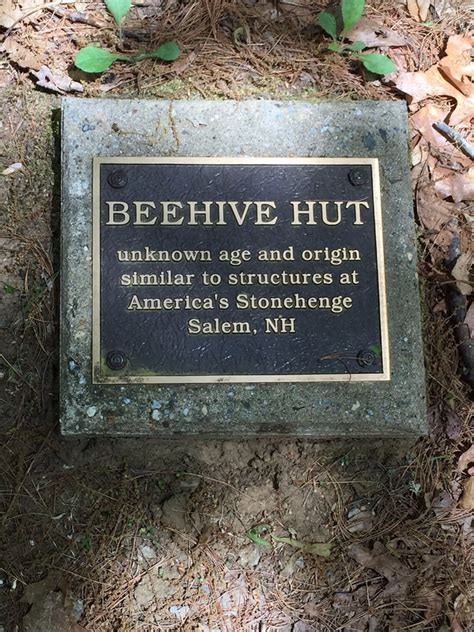 BEEHIVE HUT
unknown age and origin
similar to structures at
America's Stonehenge
Salem, NH